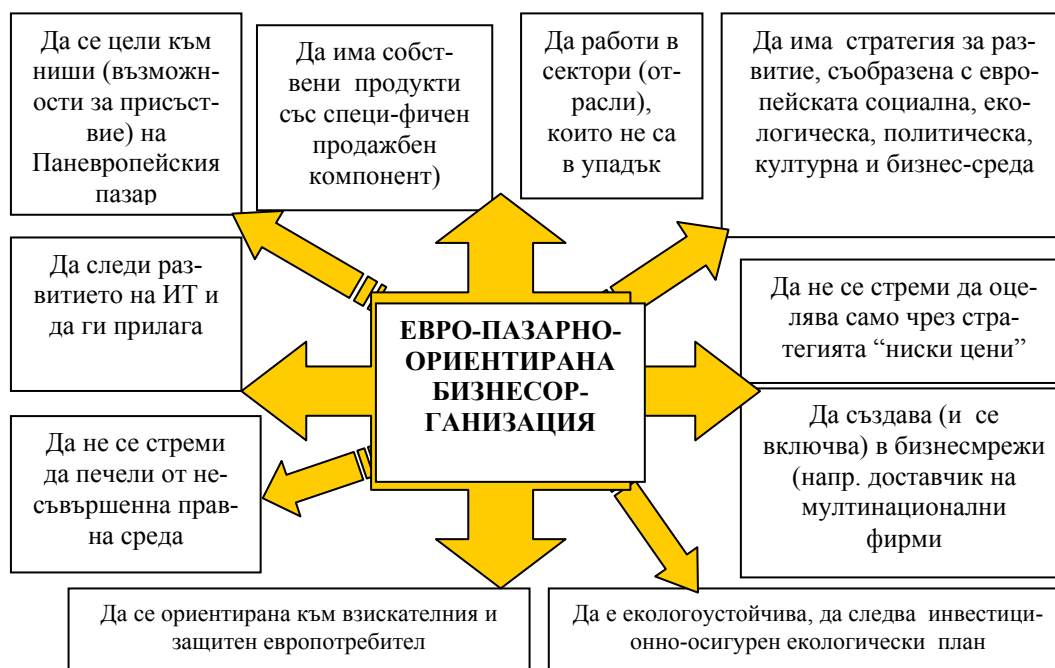 Да се цели към
ниши (възмож-
ности за присъст-
вие) на
Паневропейския
пазар
Да има собст-
вени продукти
със специ-фичен
продажбен
компонент)
Да работи в
сектори (от-
расли),
които не са
в упадък
Да има стратегия за раз-
витие, съобразена с евро-
пейската социална, еко-
логическа, политическа,
културна и бизнес-среда
Да следи раз-
витието на ИТ и
да ги прилага
ЕВРО-ПАЗАРНО-
ОРИЕНТИРАНА
БИЗНЕСОР-
ГАНИЗАЦИЯ
Да не се стреми да оце-
лява само чрез стра-
тегията “ниски цени”
Да не се стреми
да печели от не-
съвършенна прав-
на среда
Да създава (и се
включва) в бизнесмрежи
(напр. доставчик на
мултинационални
фирми
Да се ориентирана към взискателния и
защитен европотребител
Да е екологоустойчива, да следва инвестици-
онно-осигурен екологически план